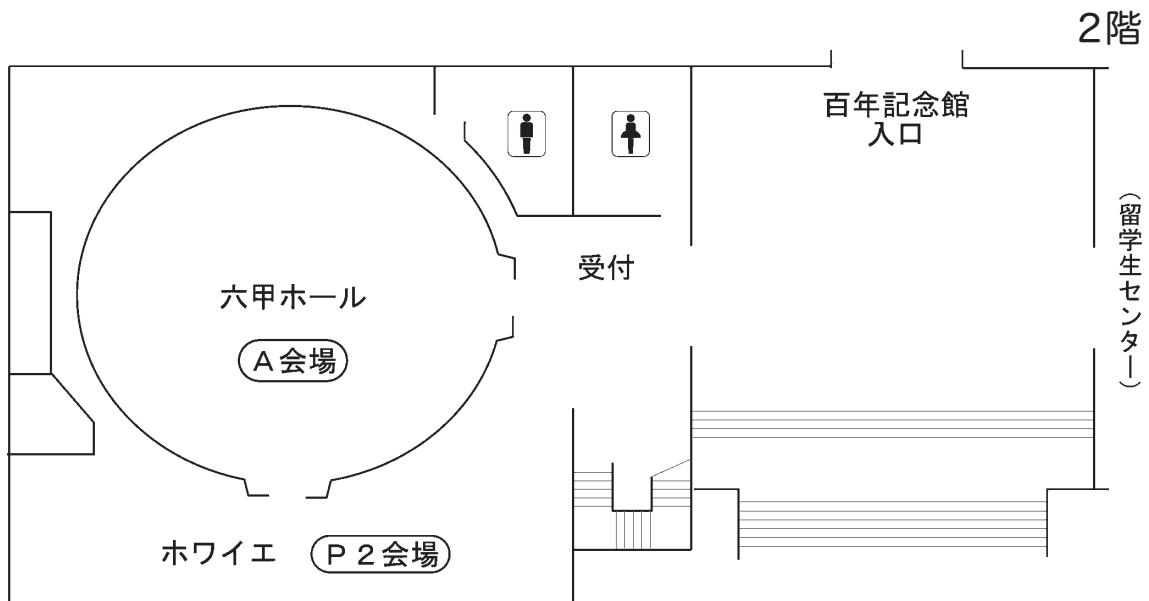 2階
百年記念館
入口
(留学生センター)
受付
六甲ホール
A会場
ホワイエ
P2会場